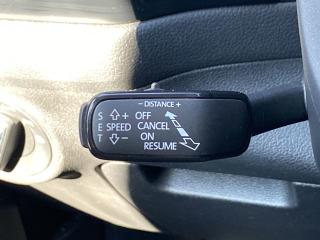 - DISTANCE +
S ⇧+ OFF
E SPEED CANCEL
ON
T ⇩- RESUME